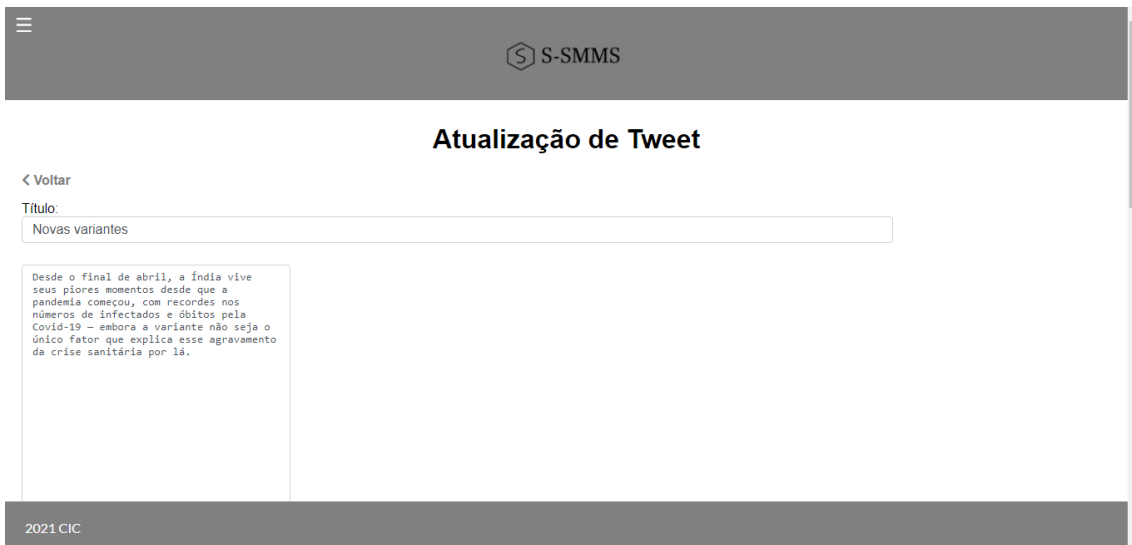 S-SMMS
Atualização de Tweet
Voltar
Título:
Novas variantes
Desde o final de abril, a Índia vive
seus piores momentos desde que a
pandemia começou, com recordes nos
números de infectados e óbitos pela
Covid-19 — embora a variante não seja o
único fator que explica esse agravamento
da crise sanitária por lá.
2021 CIC